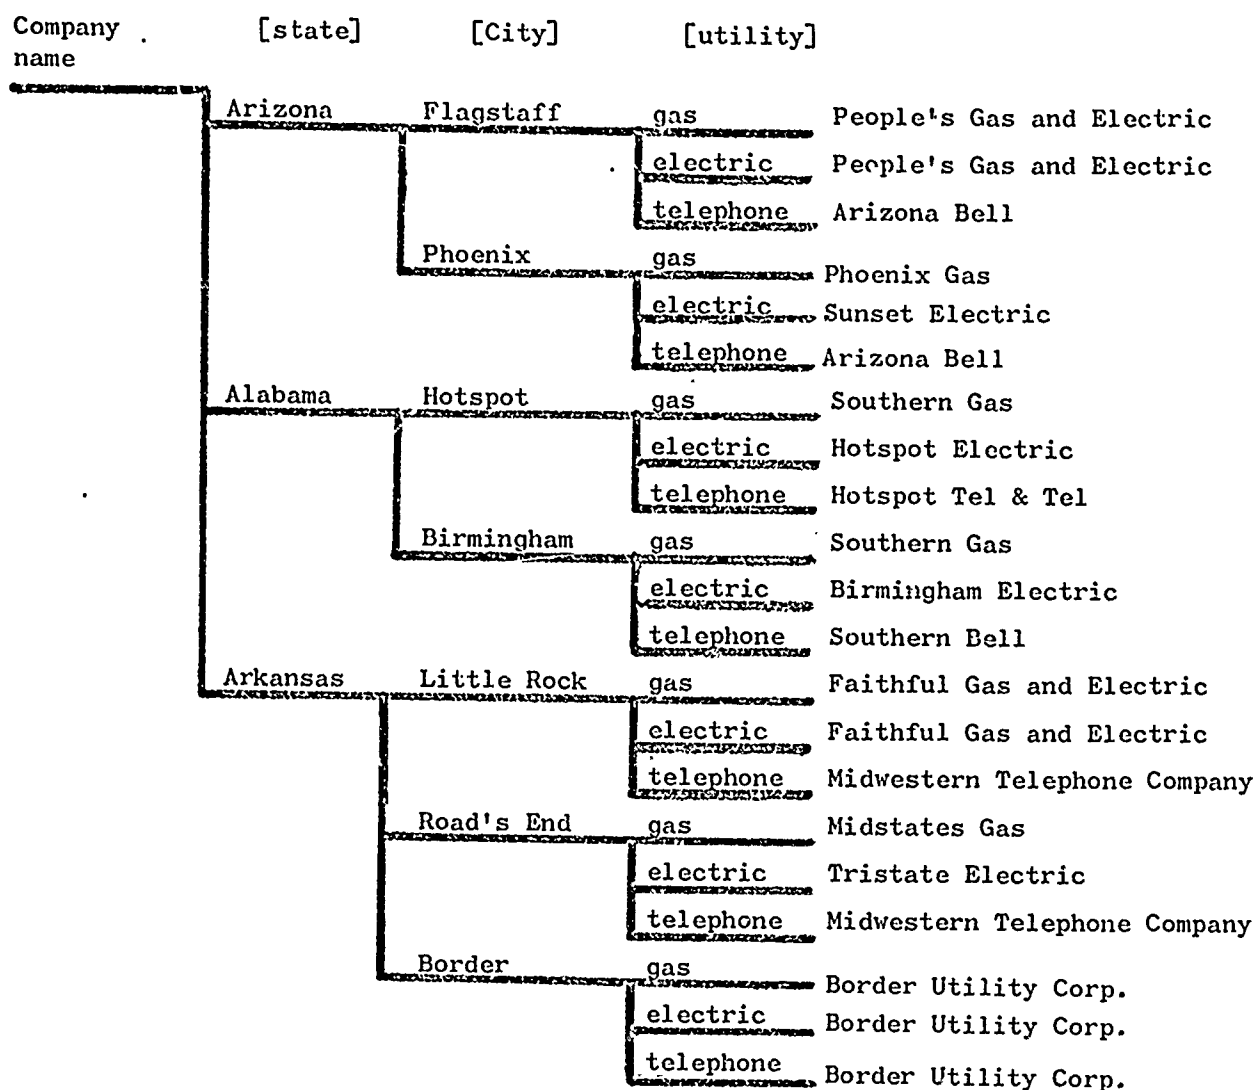 Company [state] [City] [utility]
name
Arizona Flagstaff gas People's Gas and Electric
electric People's Gas and Electric
telephone Arizona Bell
Phoenix gas Phoenix Gas
electric Sunset Electric
telephone Arizona Bell
Alabama Hotspot gas Southern Gas
electric Hotspot Electric
telephone Hotspot Tel & Tel
Birmingham gas Southern Gas
electric Birmingham Electric
telephone Southern Bell
Arkansas Little Rock gas Faithful Gas and Electric
electric Faithful Gas and Electric
telephone Midwestern Telephone Company
Road's End gas Midstates Gas
electric Tristate Electric
telephone Midwestern Telephone Company
Border gas Border Utility Corp.
electric Border Utility Corp.
telephone Border Utility Corp.